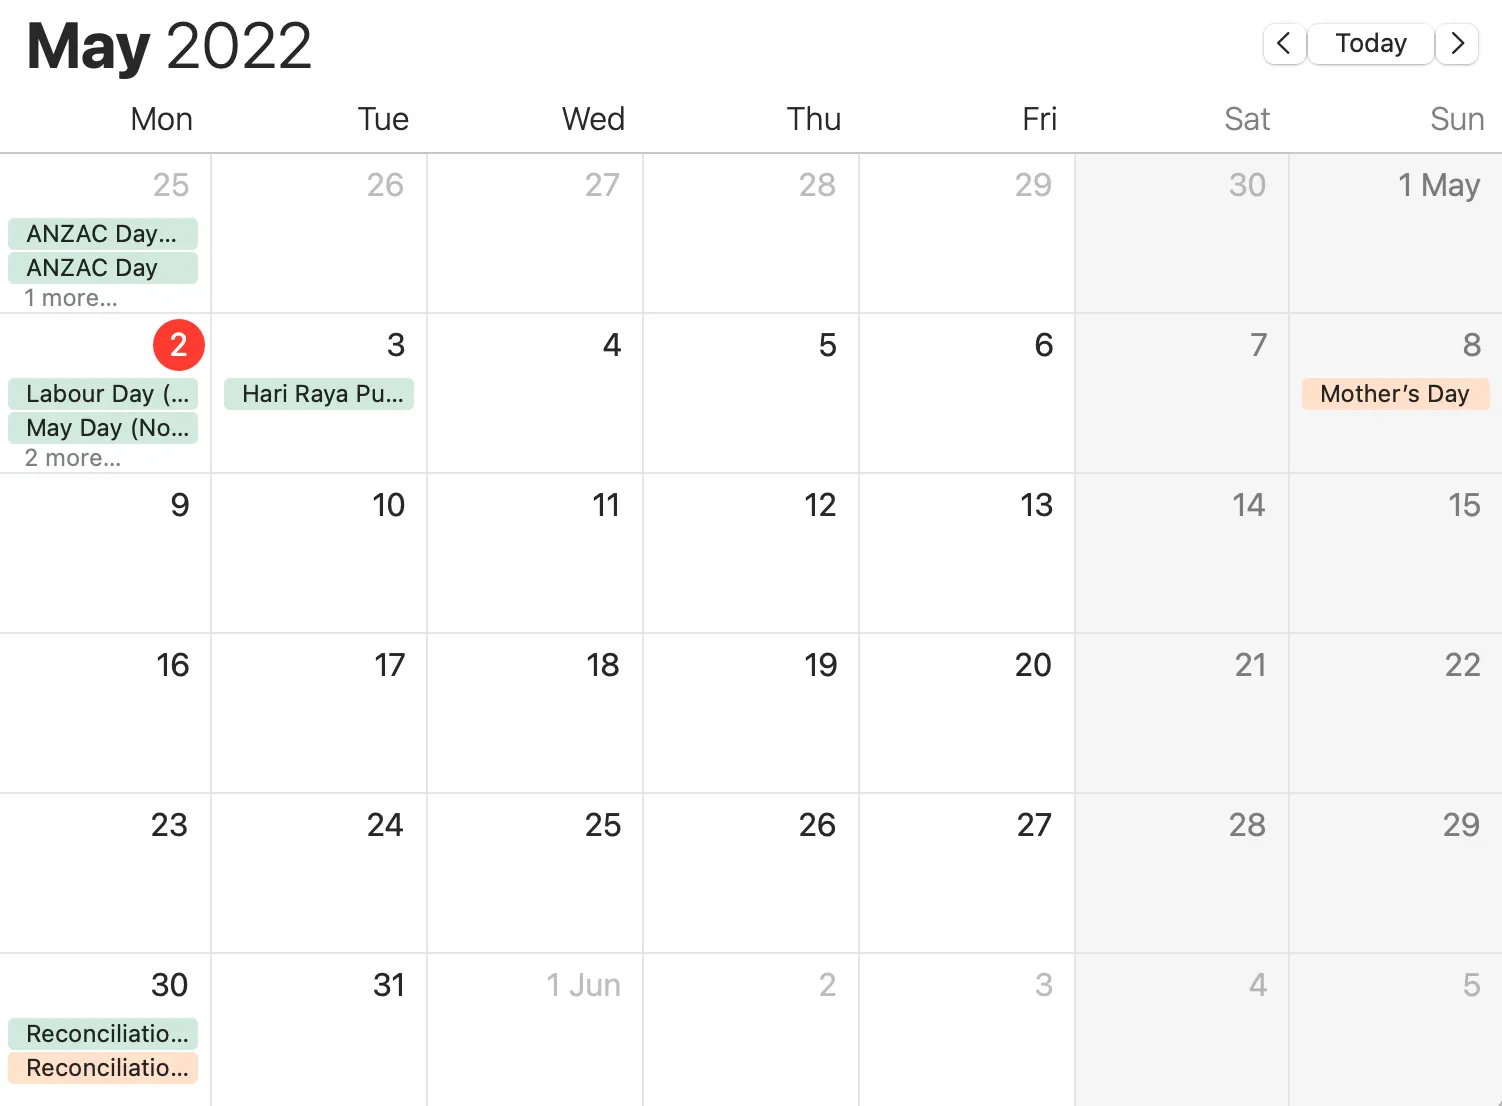 May 2022
Today
Mon Tue Wed Thu Fri Sat Sun
25 26 27 28 29 30 1 May
ANZAC Day...
ANZAC Day
1 more...
2 3 4 5 6 7 8
Labour Day (... Hari Raya Pu... Mother’s Day
May Day (No...
2 more...
9 10 11 12 13 14 15
16 17 18 19 20 21 22
23 24 25 26 27 28 29
30 31 1 Jun 2 3 4 5
Reconciliatio...
Reconciliatio...